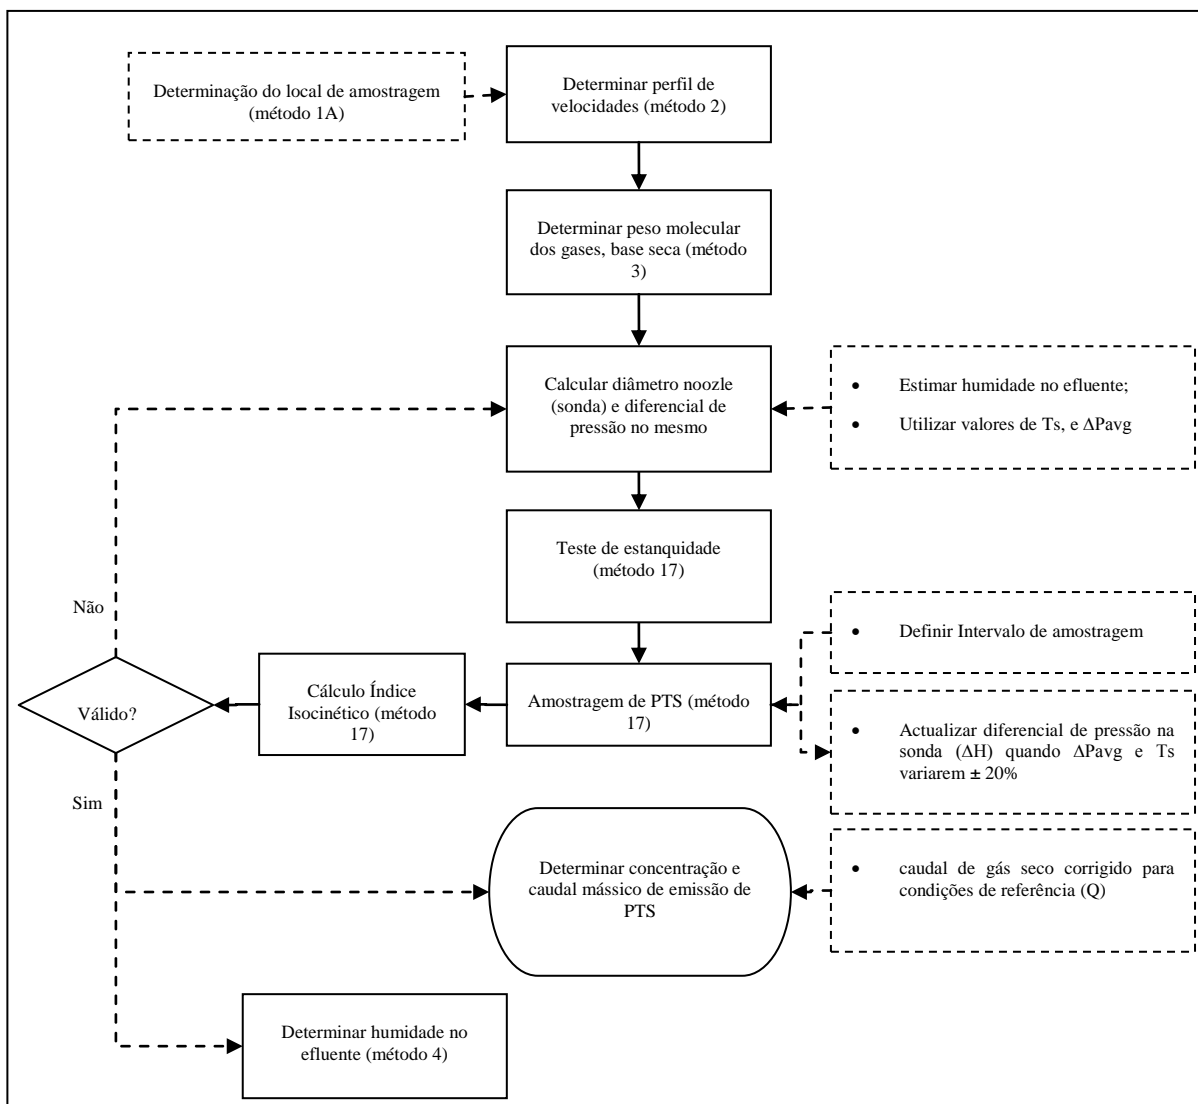 Determinação do local de amostragem
(método 1A)
Determinar perfil de
velocidades (método 2)
Determinar peso molecular
dos gases, base seca (método
3)
Calcular diâmetro noozle
(sonda) e diferencial de
pressão no mesmo
• Estimar humidade no efluente;
• Utilizar valores de Ts, e ΔPavg
Teste de estanquidade
(método 17)
Não
• Definir Intervalo de amostragem
Válido?
Cálculo Índice
Isocinético (método
17)
Amostragem de PTS (método
17)
• Actualizar diferencial de pressão na
sonda (ΔH) quando ΔPavg e Ts
variarem ± 20%
Sim
Determinar concentração e
caudal mássico de emissão de
PTS
• caudal de gás seco corrigido para
condições de referência (Q)
Determinar humidade no
efluente (método 4)